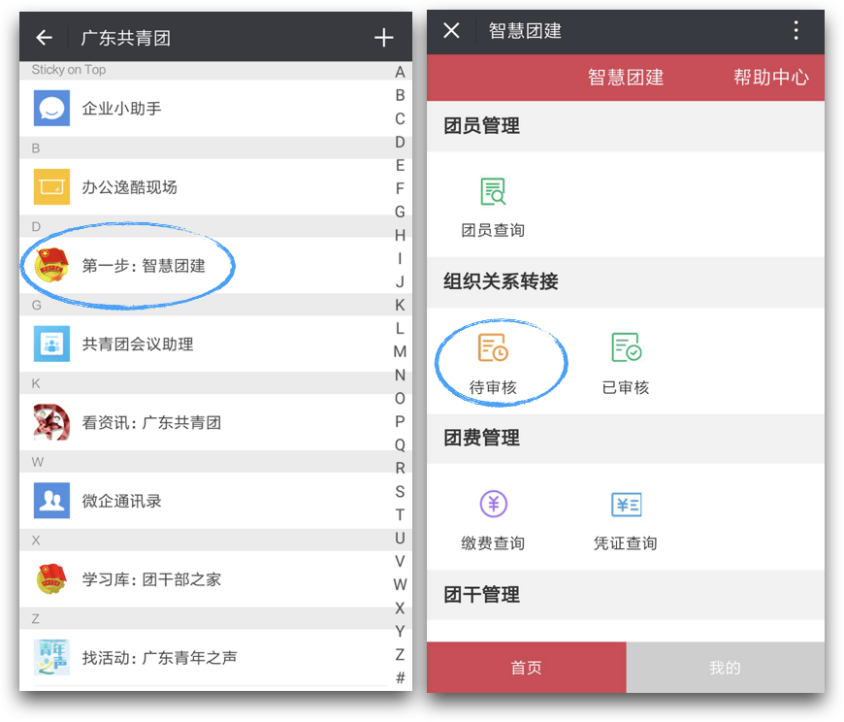 广东共青团
Sticky on Top
企业小助手
B
办公逸酷现场
D
第一步：智慧团建
G
共青团会议助理
K
看资讯：广东共青团
W
微企通讯录
X
学习库：团干部之家
Z
青年之声
找活动：广东青年之声
A
B
C
D
E
F
G
H
I
J
K
L
M
N
O
P
Q
R
S
T
U
V
W
X
Y
Z
#
智慧团建
智慧团建 帮助中心
团员管理
团员查询
组织关系转接
待审核 已审核
团费管理
缴费查询 凭证查询
团干管理
首页 我的